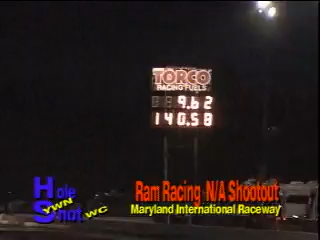 TORCO
RACING FUELS
9.62
140.58
Hole
Shot
YWN
WC
Ram Racing N/A Shootout
Maryland International Raceway